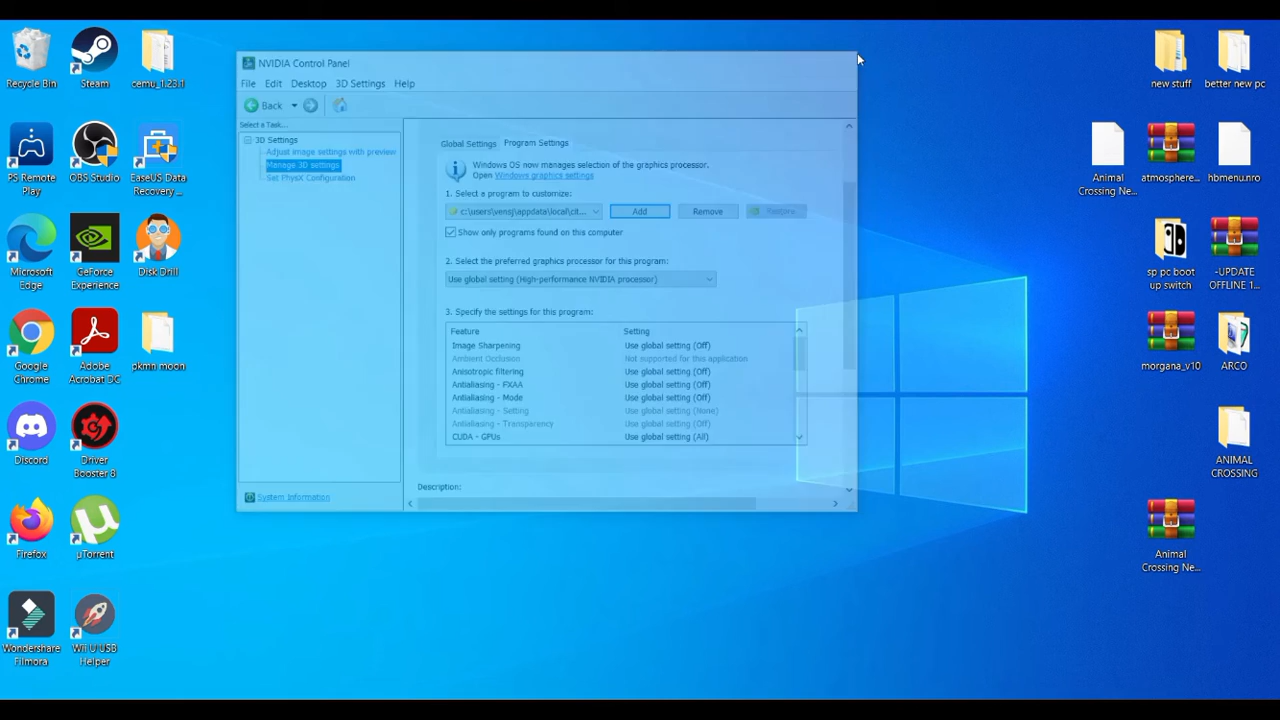 Recycle Bin
Steam
cemu_1.23.1
PS Remote
Play
OBS Studio
EaseUS Data
Recovery ...
Microsoft
Edge
GeForce
Experience
Disk Drill
Google
Chrome
Adobe
Acrobat DC
pkmn moon
Discord
Driver
Booster 8
Firefox
µTorrent
Wondershare
Filmora
Wii U USB
Helper
NVIDIA Control Panel
File Edit Desktop 3D Settings Help
Back
Select a Task...
3D Settings
Adjust image settings with preview
Manage 3D settings
Set PhysX Configuration
System Information
Global Settings Program Settings
Windows OS now manages selection of the graphics processor.
Open Windows graphics settings
1. Select a program to customize:
c:\users\vensj\appdata\local\cit... Add Remove Restore
Show only programs found on this computer
2. Select the preferred graphics processor for this program:
Use global setting (High-performance NVIDIA processor)
3. Specify the settings for this program:
Feature Setting
Image Sharpening Use global setting (Off)
Ambient Occlusion Not supported for this application
Anisotropic filtering Use global setting (Off)
Antialiasing - FXAA Use global setting (Off)
Antialiasing - Mode Use global setting (Off)
Antialiasing - Setting Use global setting (None)
Antialiasing - Transparency Use global setting (Off)
CUDA - GPUs Use global setting (All)
Description:
new stuff
better new pc
Animal
Crossing Ne...
atmosphere...
hbmenu.nro
sp pc boot
up switch
-UPDATE
OFFLINE 1...
morgana_v10
ARCO
ANIMAL
CROSSING
Animal
Crossing Ne...